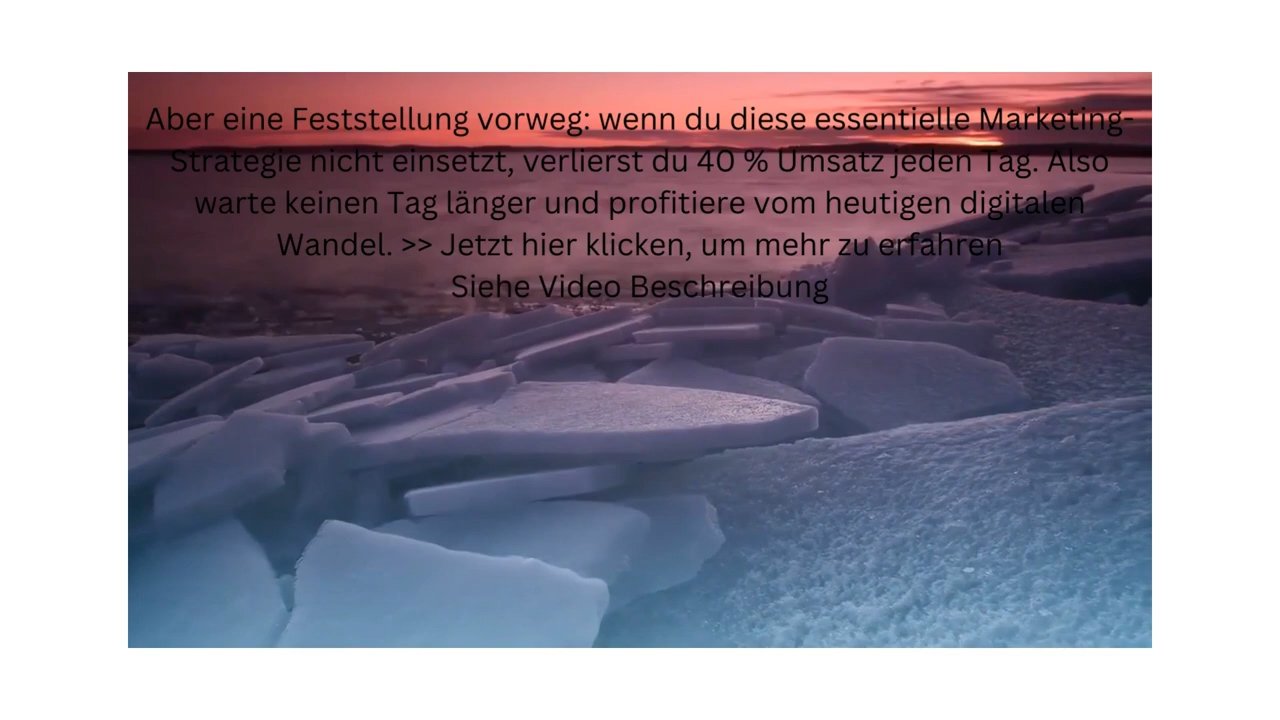 Aber eine Feststellung vorweg: wenn du diese essentielle Marketing-
Strategie nicht einsetzt, verlierst du 40 % Umsatz jeden Tag. Also
warte keinen Tag länger und profitiere vom heutigen digitalen
Wandel. >> Jetzt hier klicken, um mehr zu erfahren
Siehe Video Beschreibung